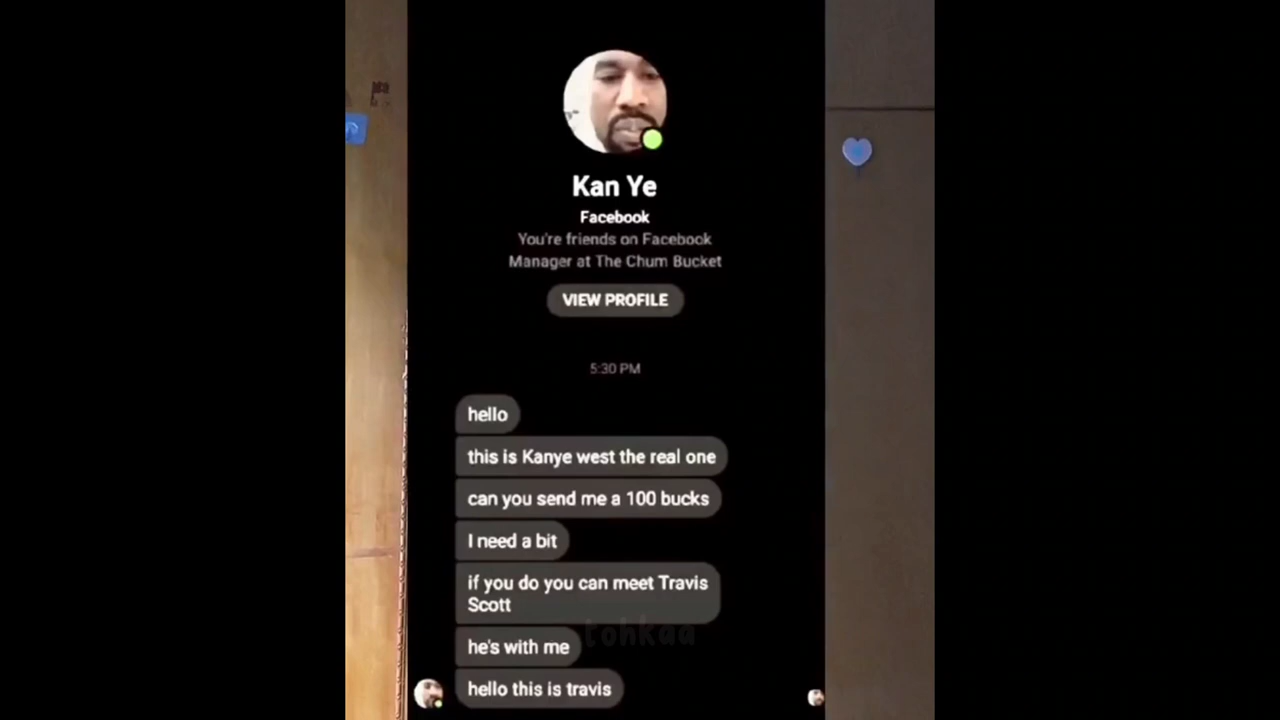 Kan Ye
Facebook
You're friends on Facebook
Manager at The Chum Bucket
VIEW PROFILE
5:30 PM
hello
this is Kanye west the real one
can you send me a 100 bucks
I need a bit
if you do you can meet Travis
Scott
tohkaa
he's with me
hello this is travis